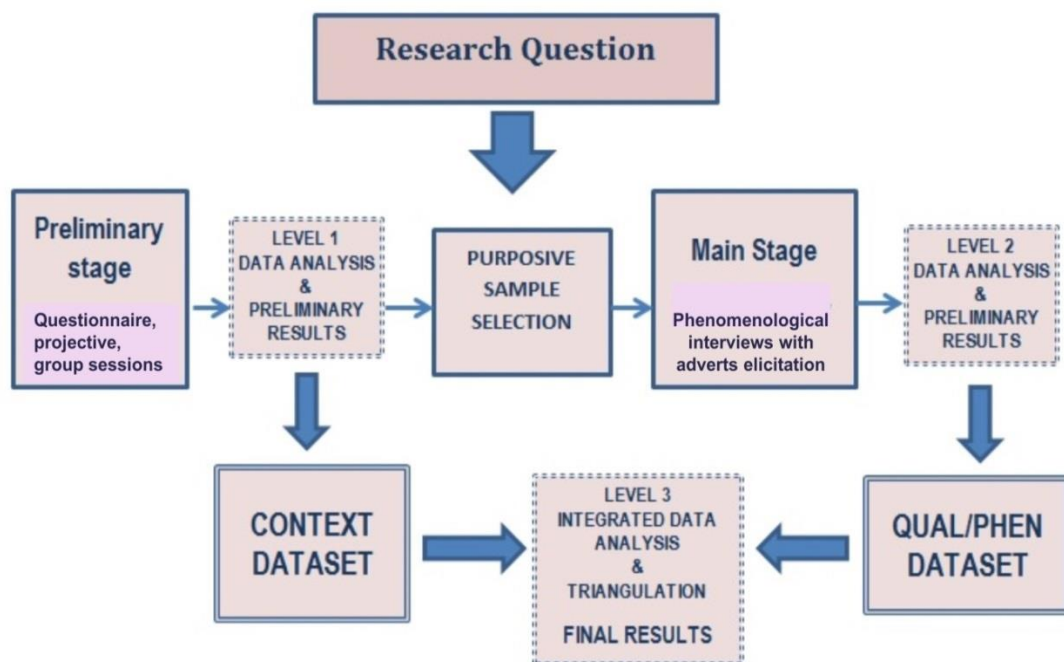 Research Question
Preliminary
stage
Questionnaire,
projective,
group sessions
LEVEL 1
DATA ANALYSIS
&
PRELIMINARY
RESULTS
PURPOSIVE
SAMPLE
SELECTION
Main Stage
Phenomenological
interviews with
adverts elicitation
LEVEL 2
DATA ANALYSIS
&
PRELIMINARY
RESULTS
CONTEXT
DATASET
LEVEL 3
INTEGRATED DATA
ANALYSIS
&
TRIANGULATION
FINAL RESULTS
QUAL/PHEN
DATASET